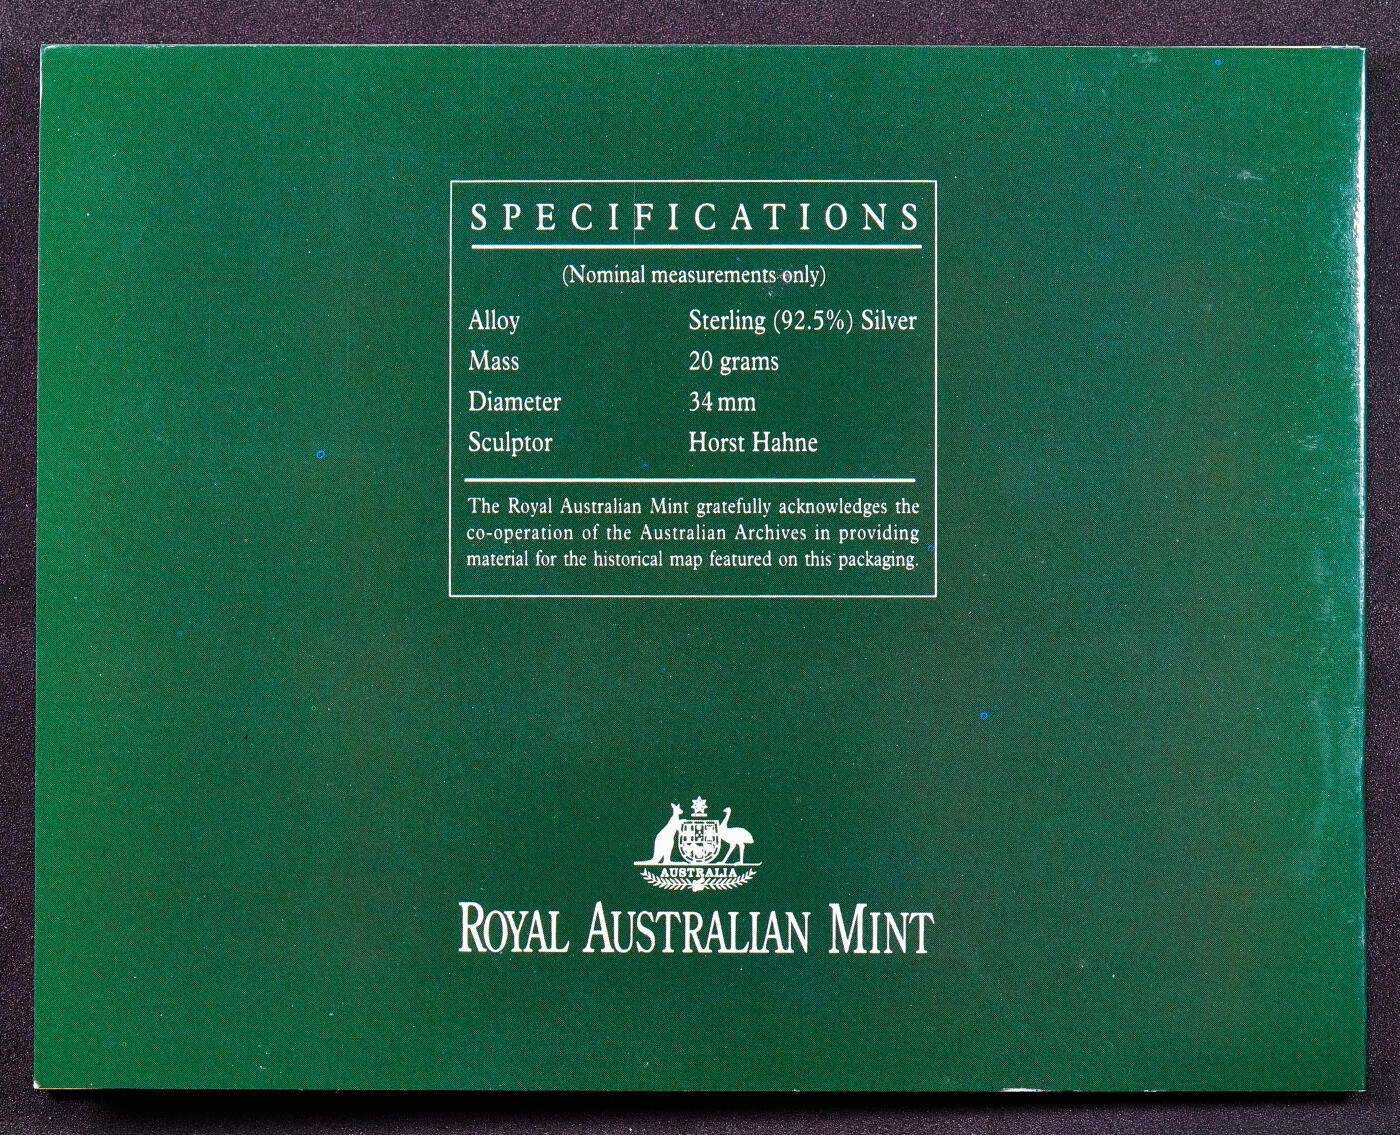 SPECIFICATIONS
(Nominal measurements only)
Alloy Sterling (92.5%) Silver
Mass 20 grams
Diameter 34 mm
Sculptor Horst Hahne
The Royal Australian Mint gratefully acknowledges the
co-operation of the Australian Archives in providing
material for the historical map featured on this packaging.
AUSTRALIA
ROYAL AUSTRALIAN MINT